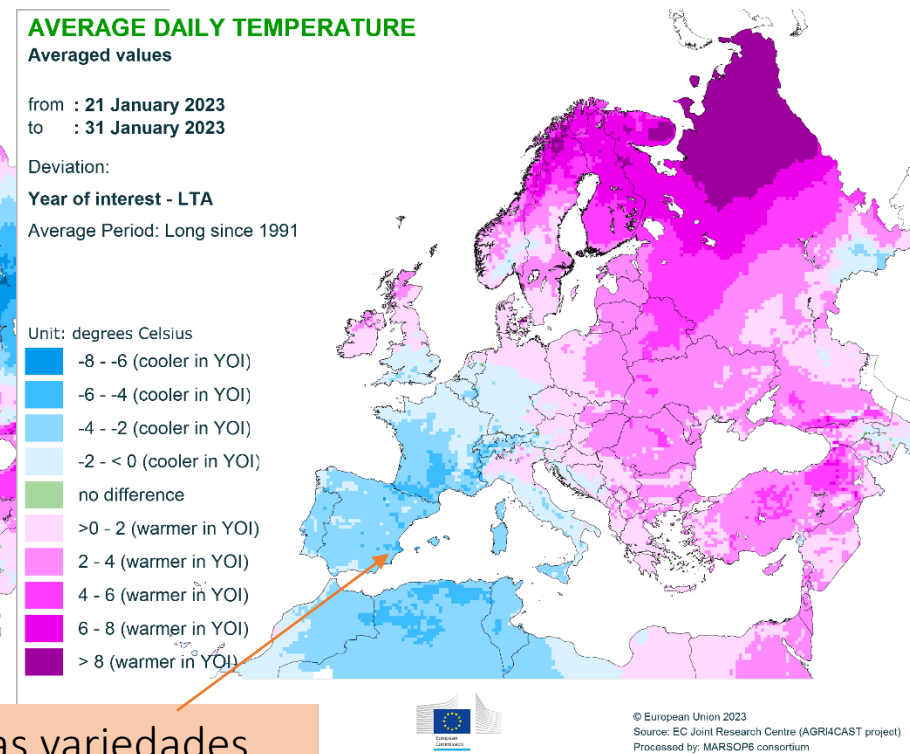 AVERAGE DAILY TEMPERATURE
Averaged values
from : 21 January 2023
to : 31 January 2023
Deviation:
Year of interest - LTA
Average Period: Long since 1991
Unit: degrees Celsius
-8 - -6 (cooler in YOI)
-6 - -4 (cooler in YOI)
-4 - -2 (cooler in YOI)
-2 - < 0 (cooler in YOI)
no difference
>0 - 2 (warmer in YOI)
2 - 4 (warmer in YOI)
4 - 6 (warmer in YOI)
6 - 8 (warmer in YOI)
> 8 (warmer in YOI)
as variedades
European
Commission
© European Union 2023
Source: EC Joint Research Centre (AGRI4CAST project)
Processed by: MARSOP6 consortium